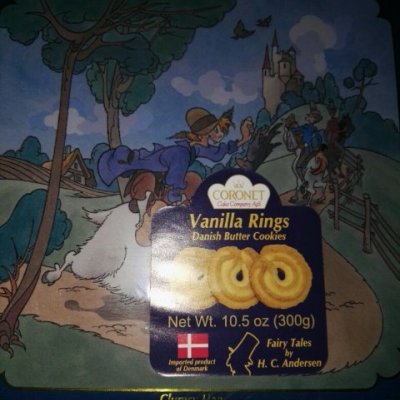 CORONET
Cake Company ApS
Vanilla Rings
Danish Butter Cookies
Net Wt. 10.5 oz (300g)
Imported product
of Denmark
Fairy Tales
by
H. C. Andersen